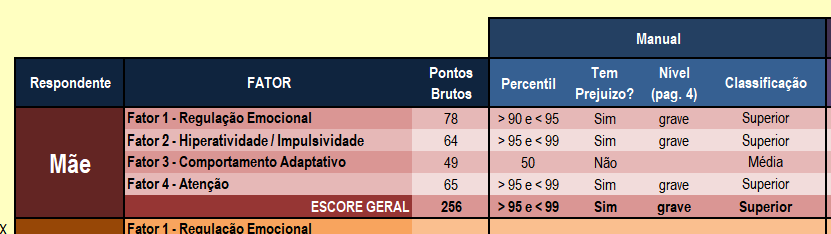 Manual
Respondente FATOR Pontos Brutos Percentil Tem Prejuizo? Nível (pag. 4) Classificação
Mãe
Fator 1 - Regulação Emocional 78 > 90 e < 95 Sim grave Superior
Fator 2 - Hiperatividade / Impulsividade 64 > 95 e < 99 Sim grave Superior
Fator 3 - Comportamento Adaptativo 49 50 Não Média
Fator 4 - Atenção 65 > 95 e < 99 Sim grave Superior
ESCORE GERAL 256 > 95 e < 99 Sim grave Superior
X Fator 1 - Regulação Emocional